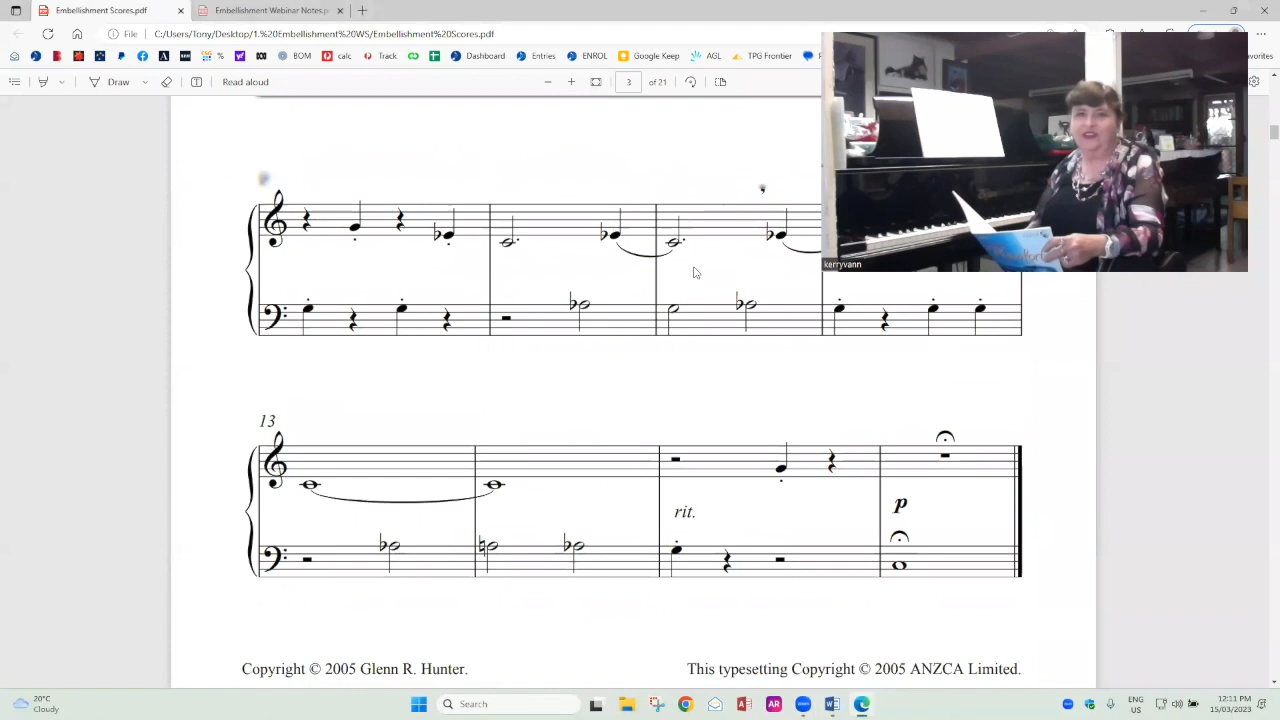 Embellishment Scores.pdf
Embellishment Webinar Notes.p
File
C:/Users/Tony/Desktop/1.%20Embellishment%20WS/Embellishment%20Scores.pdf
BOM
calc
Track
Dashboard
Entries
ENROL
Google Keep
AGL
TPG Frontier
avorites
Draw
Read aloud
3 of 21
kerryvann
13
rit.
p
Copyright © 2005 Glenn R. Hunter.
This typesetting Copyright © 2005 ANZCA Limited.
20°C
Cloudy
Search
ENG
US
12:11 PM
15/03/2023